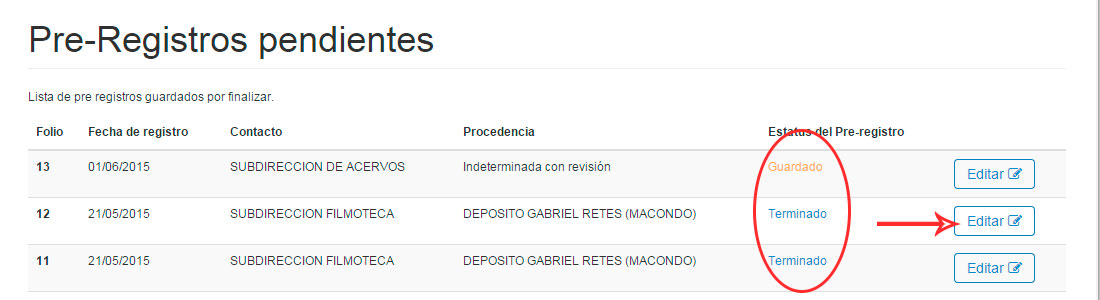 Pre-Registros pendientes
Lista de pre registros guardados por finalizar.
Folio Fecha de registro Contacto Procedencia Estatus del Pre-registro
13 01/06/2015 SUBDIRECCION DE ACERVOS Indeterminada con revisión Guardado Editar
12 21/05/2015 SUBDIRECCION FILMOTECA DEPOSITO GABRIEL RETES (MACONDO) Terminado Editar
11 21/05/2015 SUBDIRECCION FILMOTECA DEPOSITO GABRIEL RETES (MACONDO) Terminado Editar